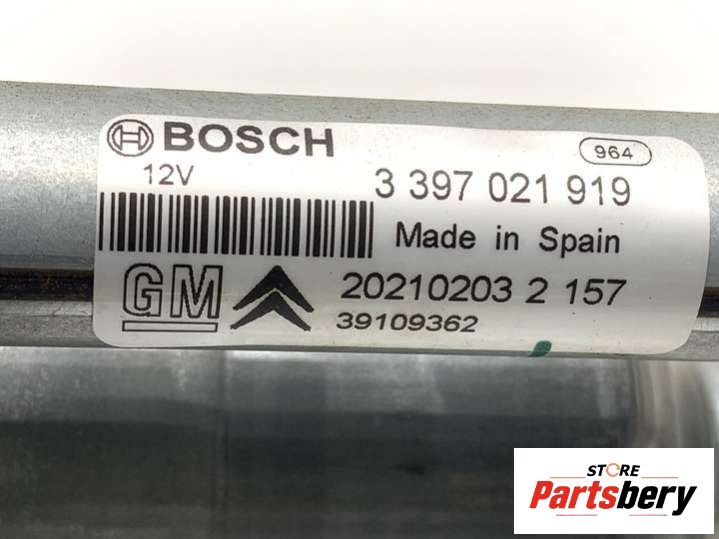 BOSCH
964
12V
3 397 021 919
Made in Spain
GM
20210203 2 157
39109362
STORE
Partsbery